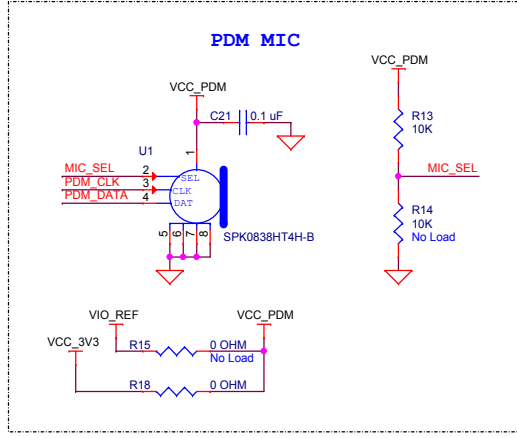 PDM MIC
VCC_PDM
VCC_PDM
C21
0.1 uF
R13
10K
U1
1
MIC_SEL
2
SEL
MIC_SEL
PDM_CLK
3
CLK
PDM_DATA
4
DAT
R14
10K
No Load
5
6
7
8
SPK0838HT4H-B
VIO_REF
VCC_PDM
VCC_3V3
R15
0 OHM
No Load
R18
0 OHM